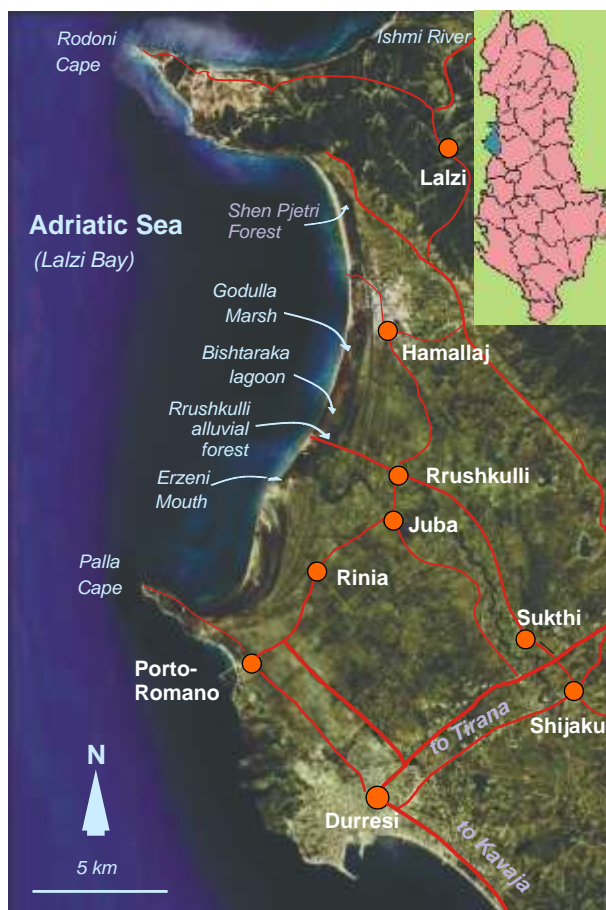 Rodoni
Cape
Ishmi River
Lalzi
Shen Pjetri
Forest
Adriatic Sea
(Lalzi Bay)
Godulla
Marsh
Hamallaj
Bishtaraka
lagoon
Rrushkulli
alluvial
forest
Erzeni
Mouth
Rrushkulli
Juba
Palla
Cape
Rinia
Sukthi
Porto-
Romano
Shijaku
to Tirana
N
Durresi
to Kavaja
5 km